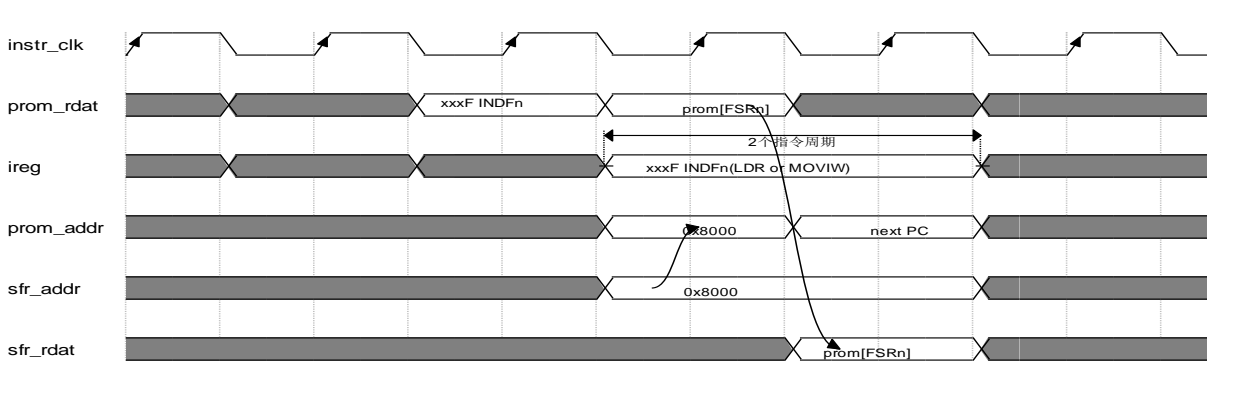 instr_clk
prom_rdat
xxxF INDFn
prom[FSRn]
2个指令周期
ireg
xxxF INDFn(LDR or MOVIW)
prom_addr
0x8000
next PC
sfr_addr
0x8000
sfr_rdat
prom[FSRn]